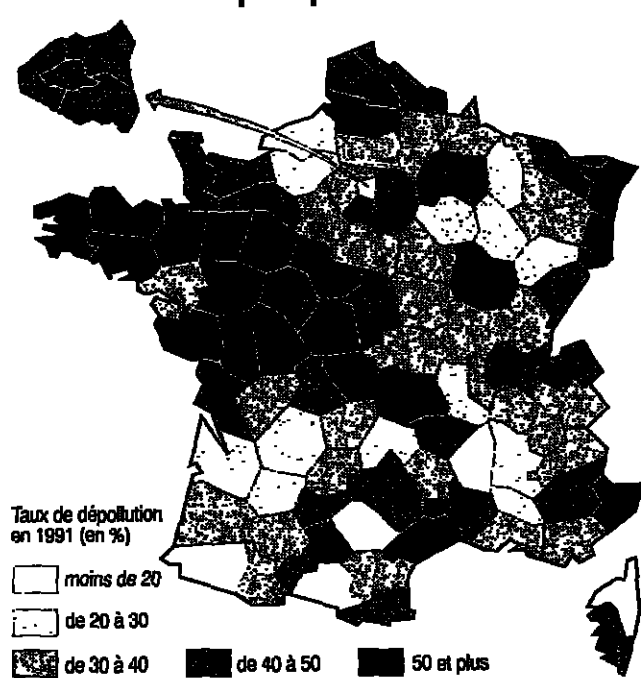 Taux de dépollution
en 1991 (en %)
moins de 20
de 20 à 30
de 30 à 40
de 40 à 50
50 et plus